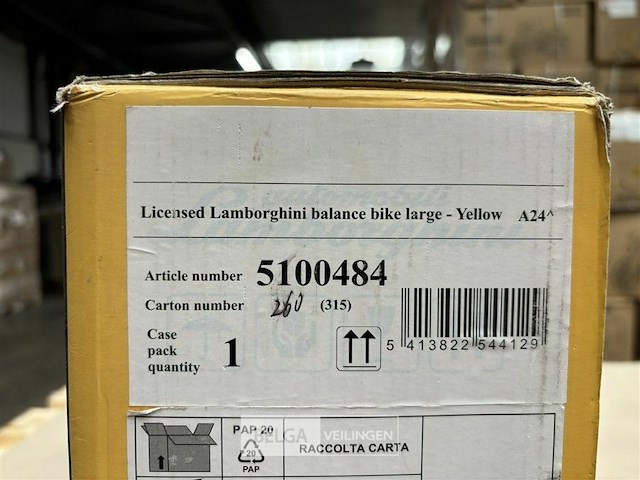 Licensed Lamborghini balance bike large - Yellow A24^
Article number 5100484
Carton number 260 (315)
Case
pack
quantity 1
5 413822 544129
PAP 20
20
PAP
RACCOLTA CARTA
BELGA VEILINGEN